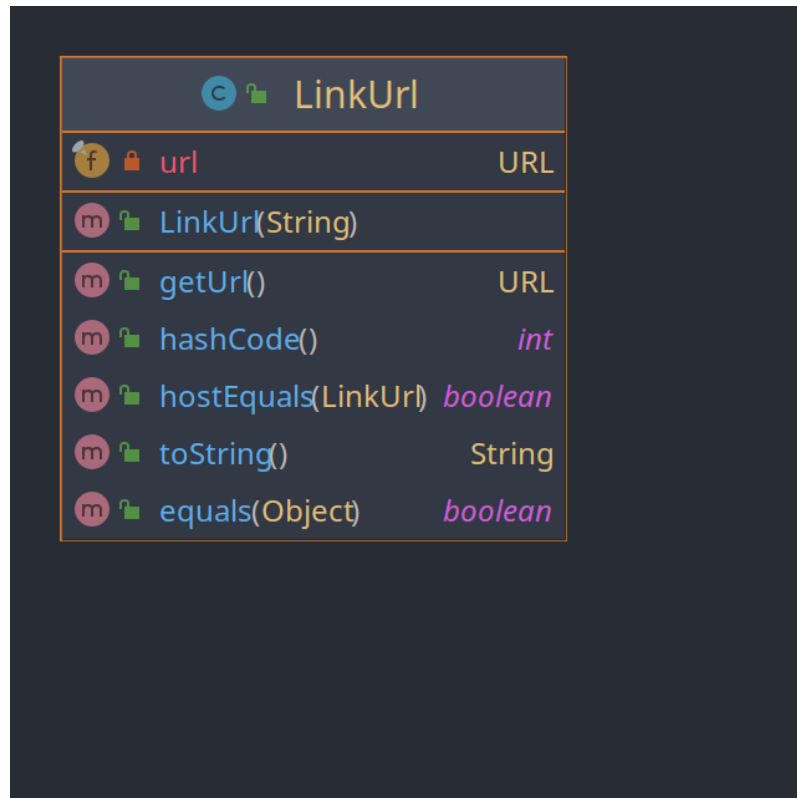 C LinkUrl
f url URL
m LinkUrl(String)
m getUrl() URL
m hashCode() int
m hostEquals(LinkUrl) boolean
m toString() String
m equals(Object) boolean